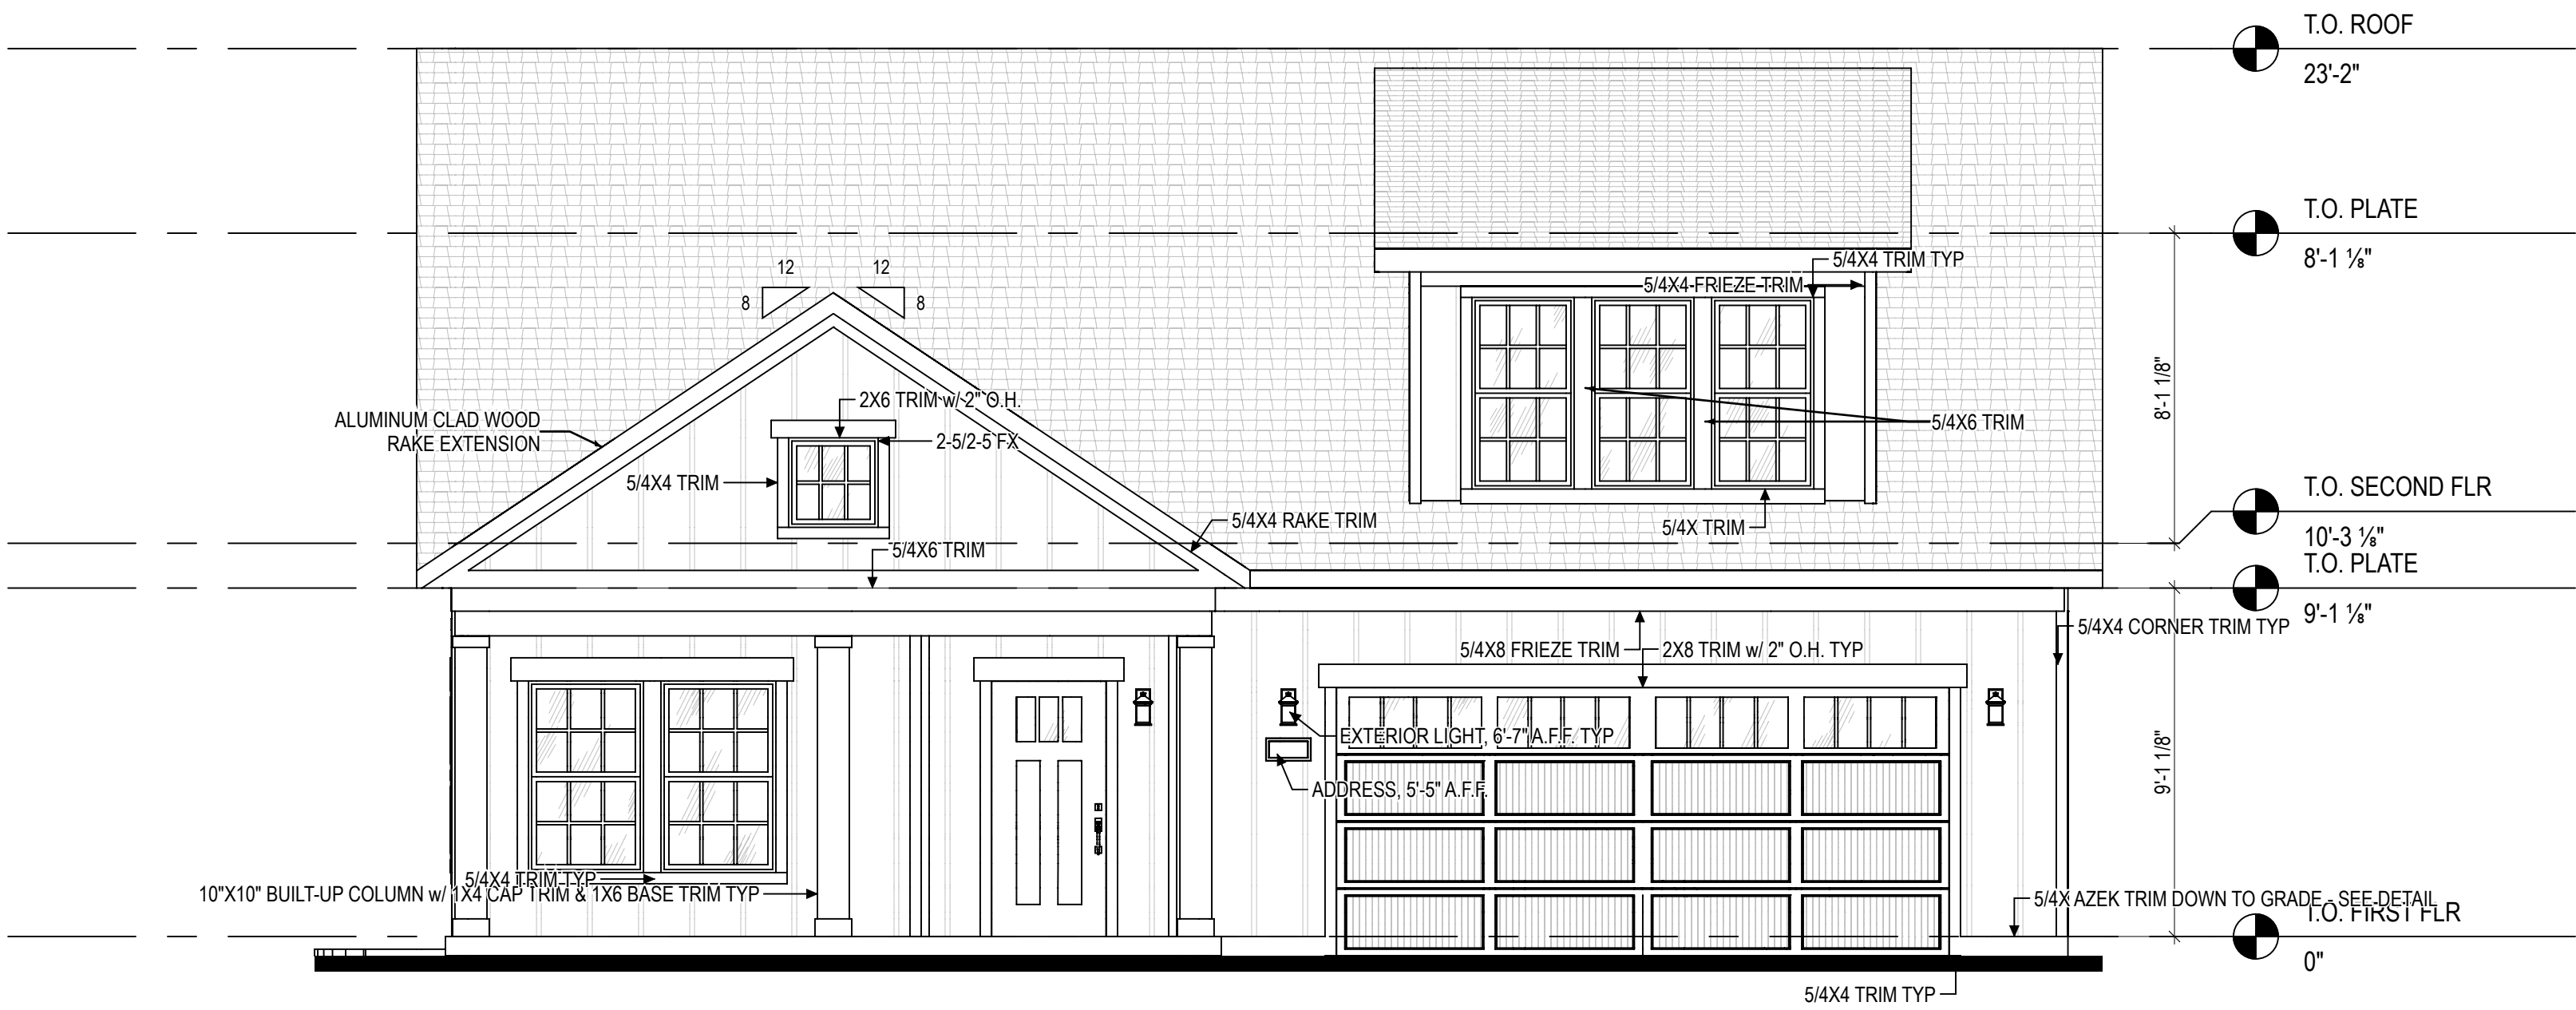 T.O. ROOF
23'-2"
T.O. PLATE
8'-1 ⅛"
5/4X4 TRIM TYP
12
12
5/4X4 FRIEZE TRIM
8
8
8'-1 1/8"
2X6 TRIM w/ 2" O.H.
ALUMINUM CLAD WOOD
RAKE EXTENSION
2-5/2-5 FX
5/4X6 TRIM
5/4X4 TRIM
T.O. SECOND FLR
10'-3 ⅛"
5/4X4 RAKE TRIM
5/4X TRIM
5/4X6 TRIM
T.O. PLATE
9'-1 ⅛"
5/4X4 CORNER TRIM TYP
5/4X8 FRIEZE TRIM
2X8 TRIM w/ 2" O.H. TYP
EXTERIOR LIGHT, 6'-7" A.F.F. TYP
9'-1 1/8"
ADDRESS, 5'-5" A.F.F.
5/4X4 TRIM TYP
10"X10" BUILT-UP COLUMN w/ 1X4 CAP TRIM & 1X6 BASE TRIM TYP
5/4X AZEK TRIM DOWN TO GRADE - SEE DETAIL
T.O. FIRST FLR
0"
5/4X4 TRIM TYP